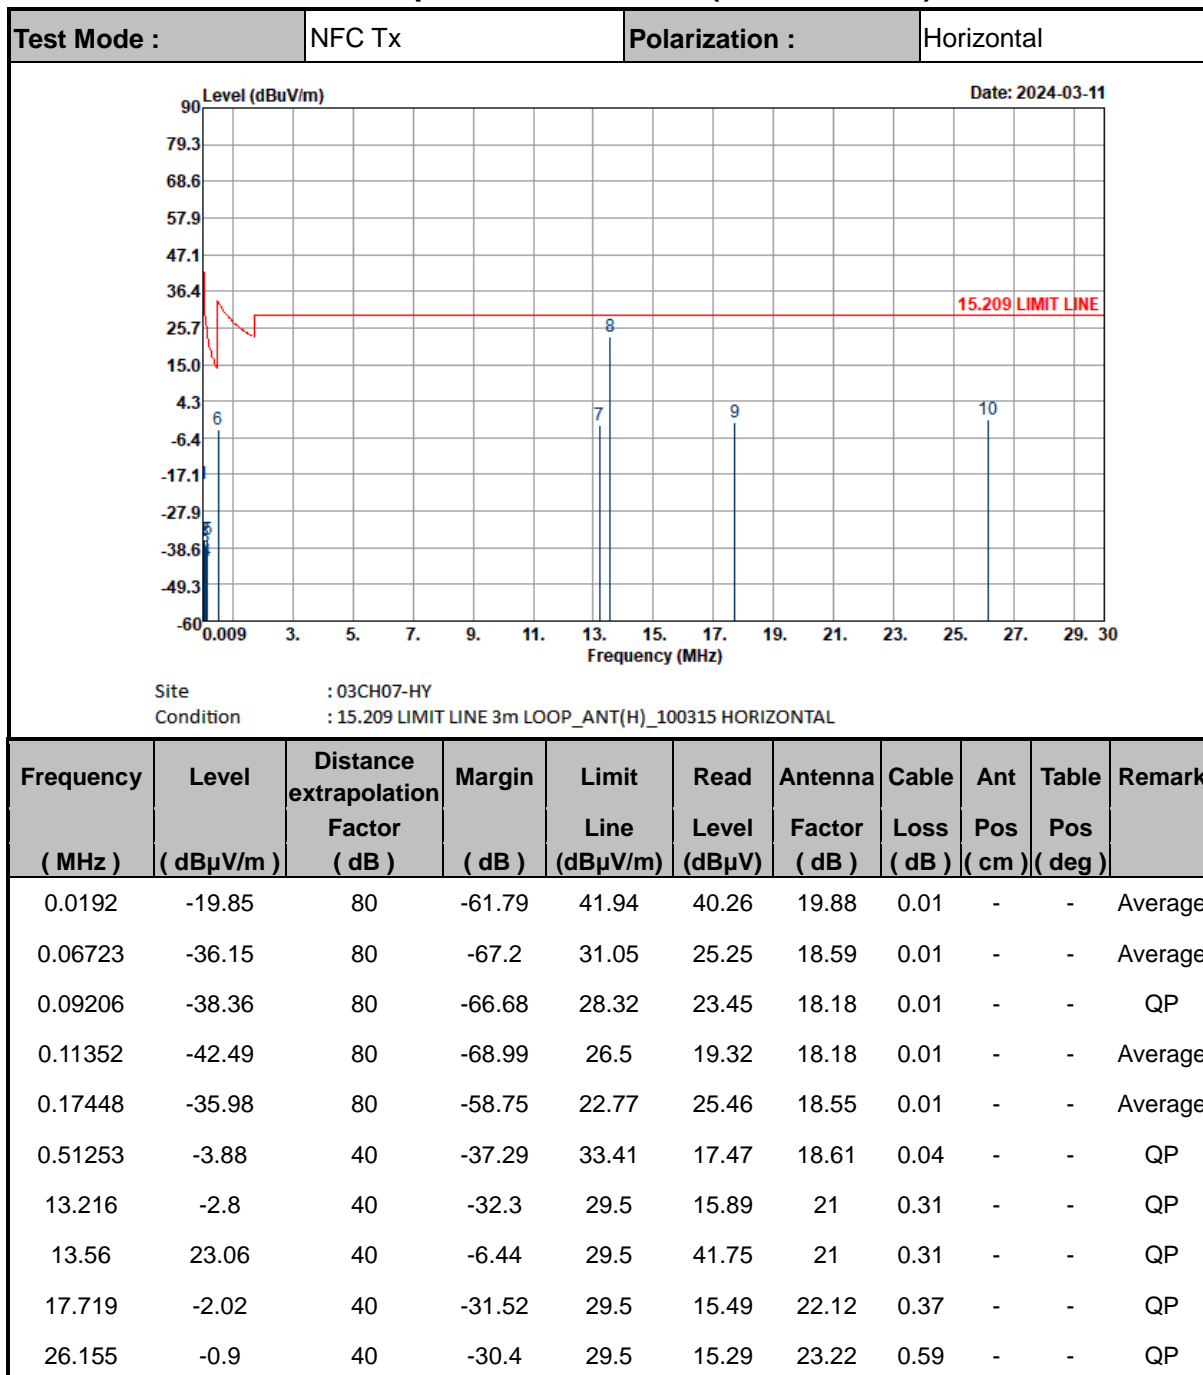 Test Mode : NFC Tx Polarization : Horizontal
Level (dBuV/m) Date: 2024-03-11
90
79.3
68.6
57.9
47.1
36.4
15.209 LIMIT LINE
25.7
8
15.0
4.3
6 7 9 10
-6.4
-17.1
-27.9
-38.6
-49.3
-60
0.009 3. 5. 7. 9. 11. 13. 15. 17. 19. 21. 23. 25. 27. 29. 30
Frequency (MHz)
Site : 03CH07-HY
Condition : 15.209 LIMIT LINE 3m LOOP_ANT(H)_100315 HORIZONTAL
Frequency Level Distance extrapolation Margin Limit Read Antenna Cable Ant Table Remark
Factor Line Level Factor Loss Pos Pos
( MHz ) ( dBµV/m ) ( dB ) ( dB ) (dBµV/m) (dBµV) ( dB ) ( dB ) ( cm ) ( deg )
0.0192 -19.85 80 -61.79 41.94 40.26 19.88 0.01 - - Average
0.06723 -36.15 80 -67.2 31.05 25.25 18.59 0.01 - - Average
0.09206 -38.36 80 -66.68 28.32 23.45 18.18 0.01 - - QP
0.11352 -42.49 80 -68.99 26.5 19.32 18.18 0.01 - - Average
0.17448 -35.98 80 -58.75 22.77 25.46 18.55 0.01 - - Average
0.51253 -3.88 40 -37.29 33.41 17.47 18.61 0.04 - - QP
13.216 -2.8 40 -32.3 29.5 15.89 21 0.31 - - QP
13.56 23.06 40 -6.44 29.5 41.75 21 0.31 - - QP
17.719 -2.02 40 -31.52 29.5 15.49 22.12 0.37 - - QP
26.155 -0.9 40 -30.4 29.5 15.29 23.22 0.59 - - QP